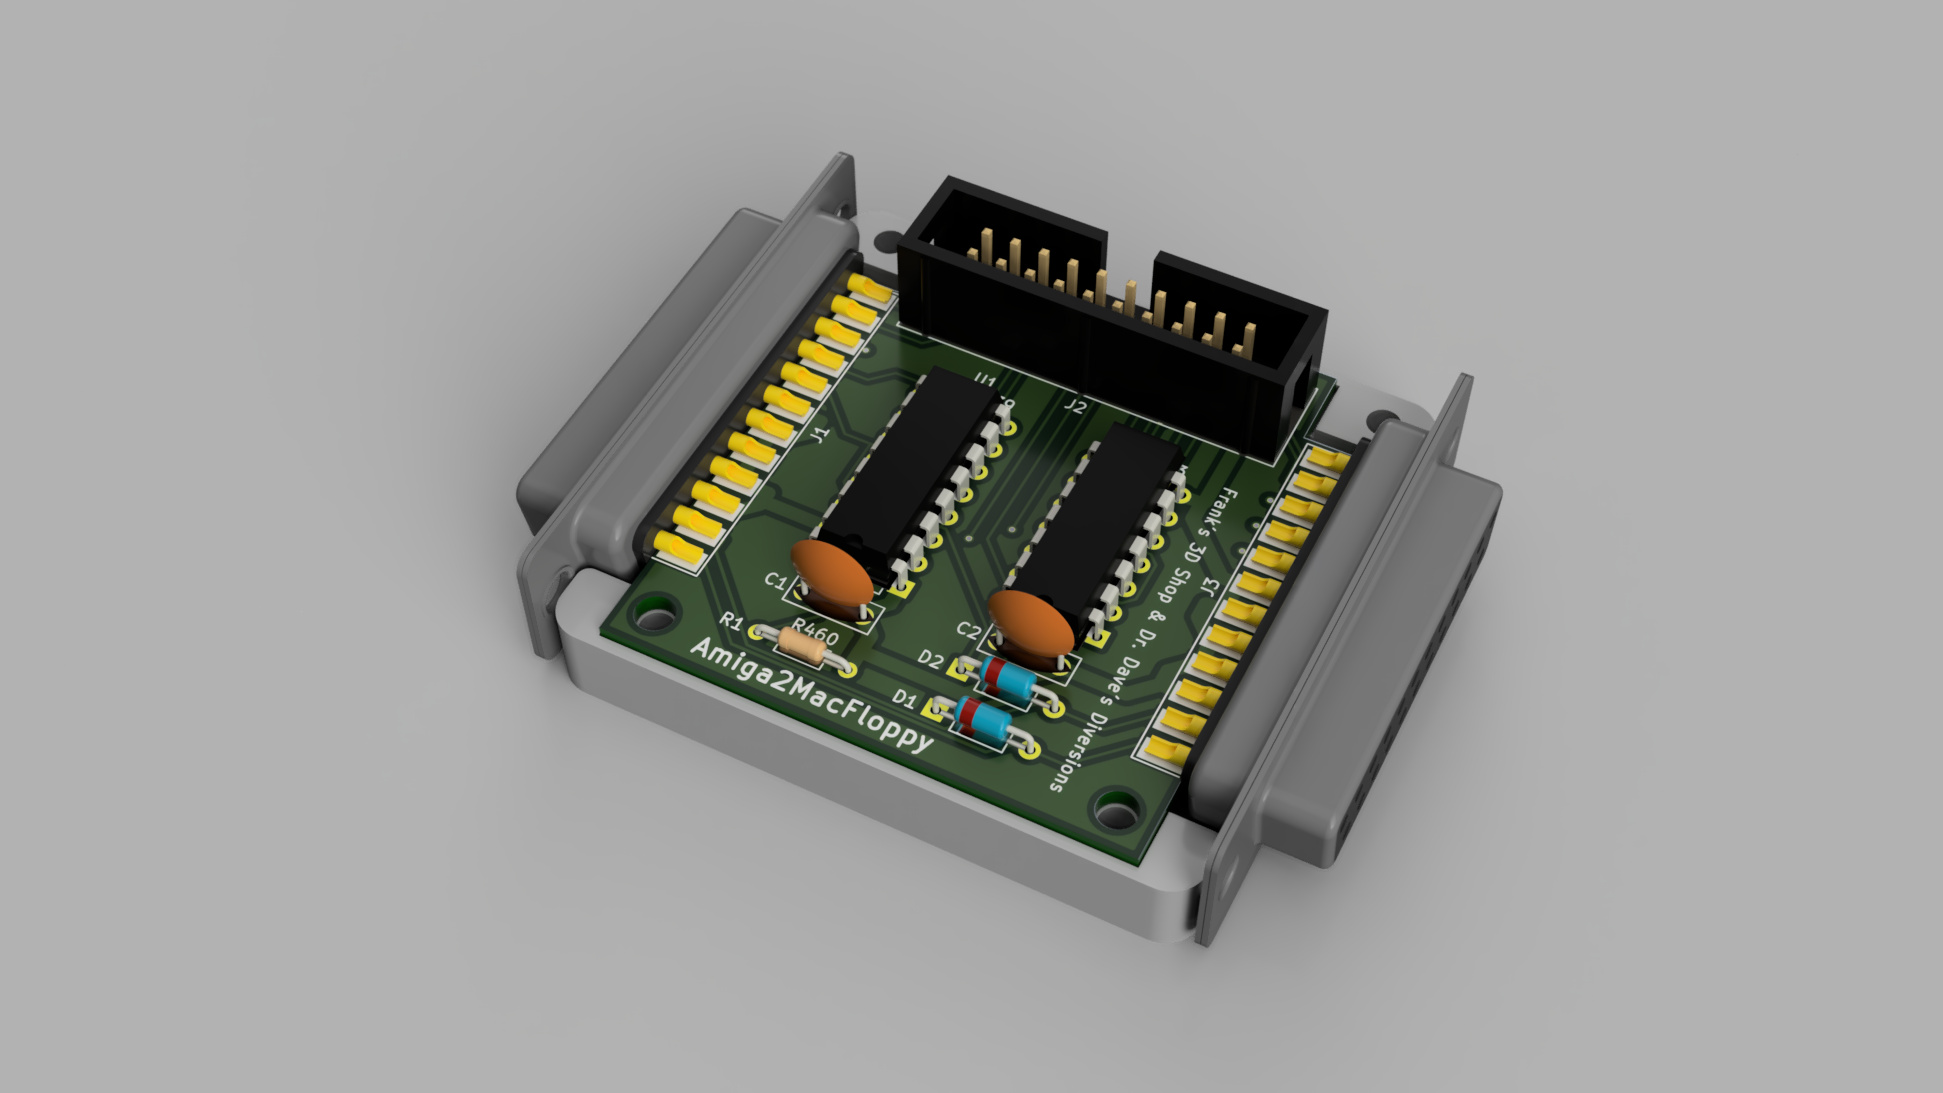 U1
J2
J1
C1
R1
R460
C2
D2
D1
Amiga2MacFloppy
Frank's 3D Shop & Dr. Dave's Diversions
J3